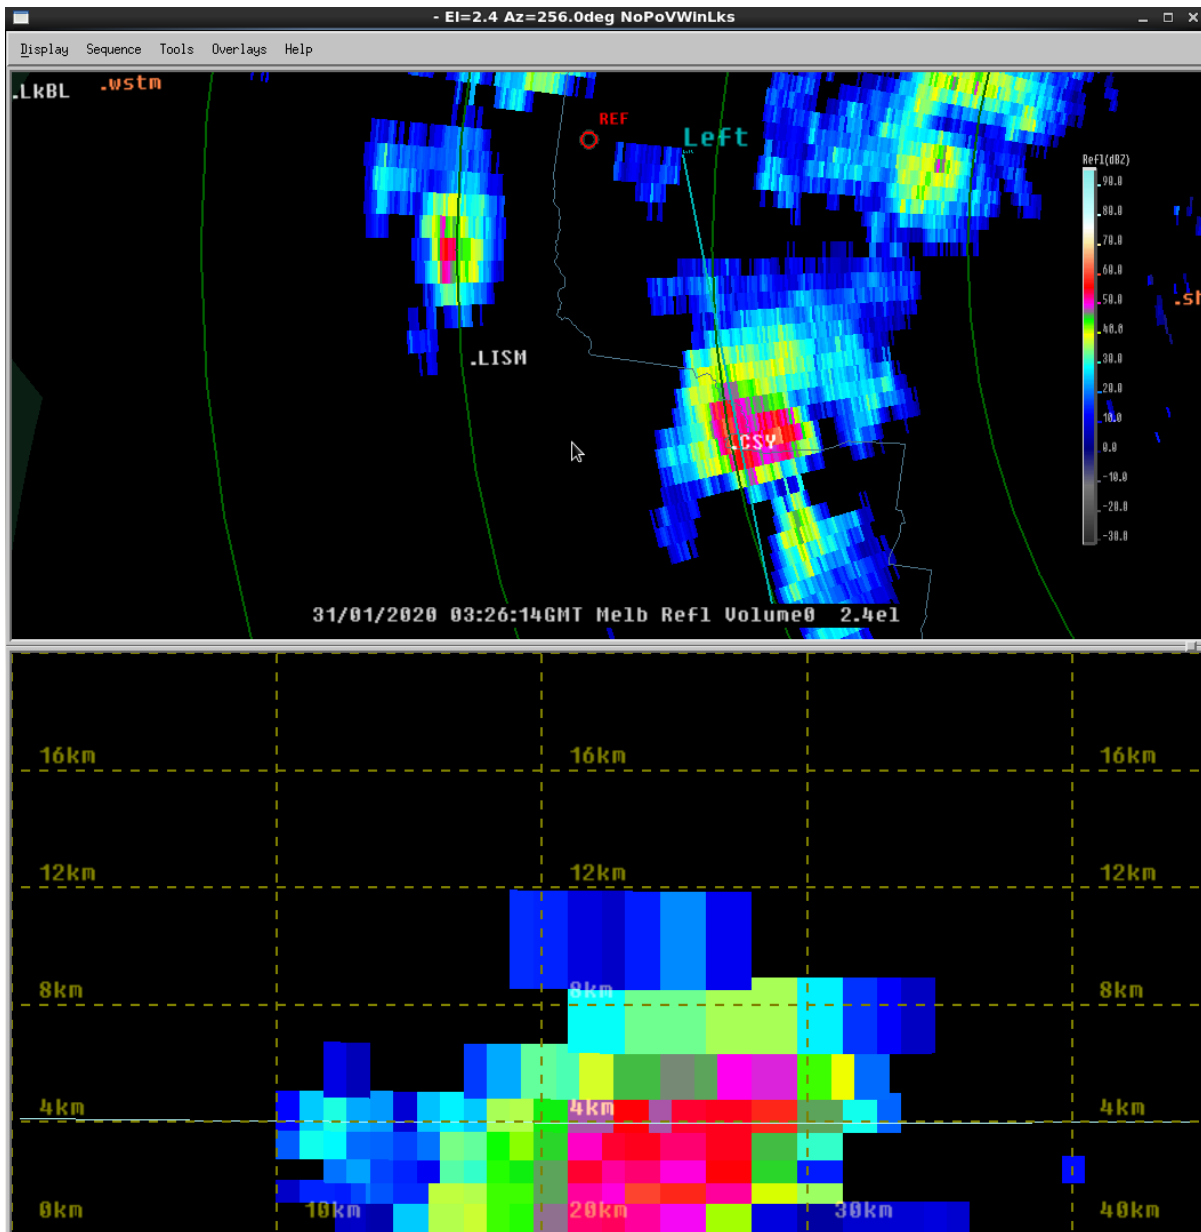 - El=2.4 Az=256.0deg NoPoVWinLks
Display Sequence Tools Overlays Help
.LkBL .wstm
REF
Left
Refl(dBZ)
90.0
80.0
70.0
60.0
50.0
40.0
30.0
20.0
10.0
0.0
-10.0
-20.0
-30.0
.sh
.LISM
.CSY
31/01/2020 03:26:14GMT Melb Refl Volume0 2.4el
16km 16km 16km
12km 12km 12km
8km 8km 8km
4km 4km 4km
0km 10km 20km 30km 40km